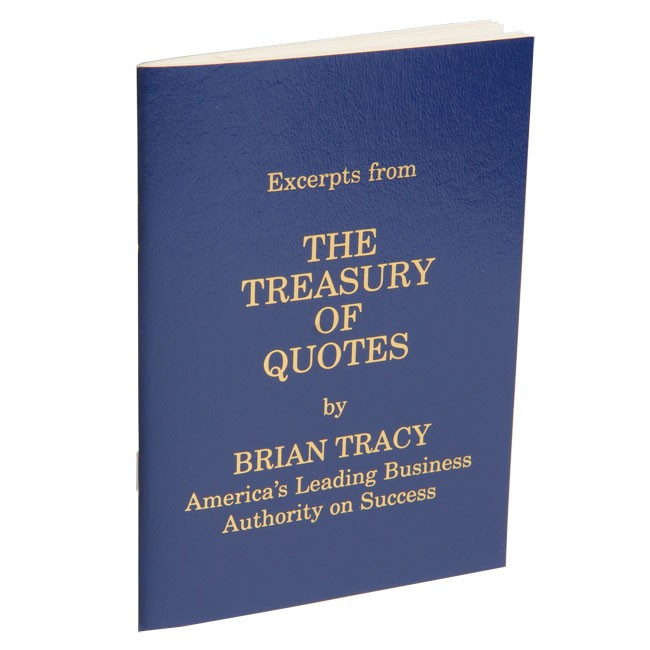 Excerpts from
THE
TREASURY
OF
QUOTES
by
BRIAN TRACY
America's Leading Business
Authority on Success